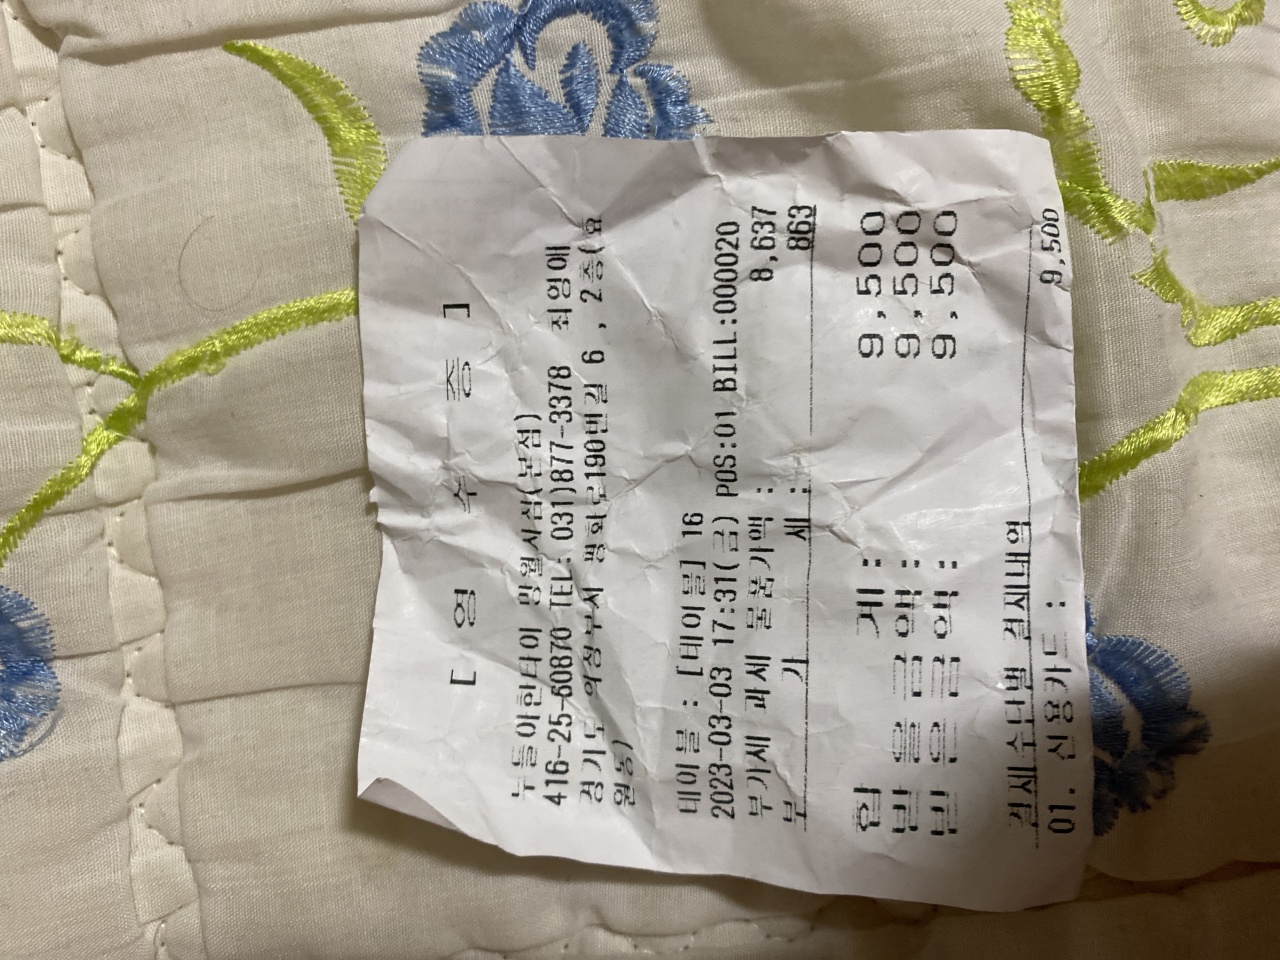 [ 영 수 증 ]
누들아한타이 망월사점(본점)
416-25-60870 TEL: 031)877-3378 최영애
경기도 의정부시 평화로190번길 6 , 2층(호
원동)
테이블 : [테이블] 16
2023-03-03 17:31(금) POS:01 BILL:000020
부가세 과세 물품가액 : 8,637
부 가 세 : 863
합 계 : 9,500
받을금액 : 9,500
받은금액 : 9,500
결제수단별 결제내역
01. 신용카드 : 9,500